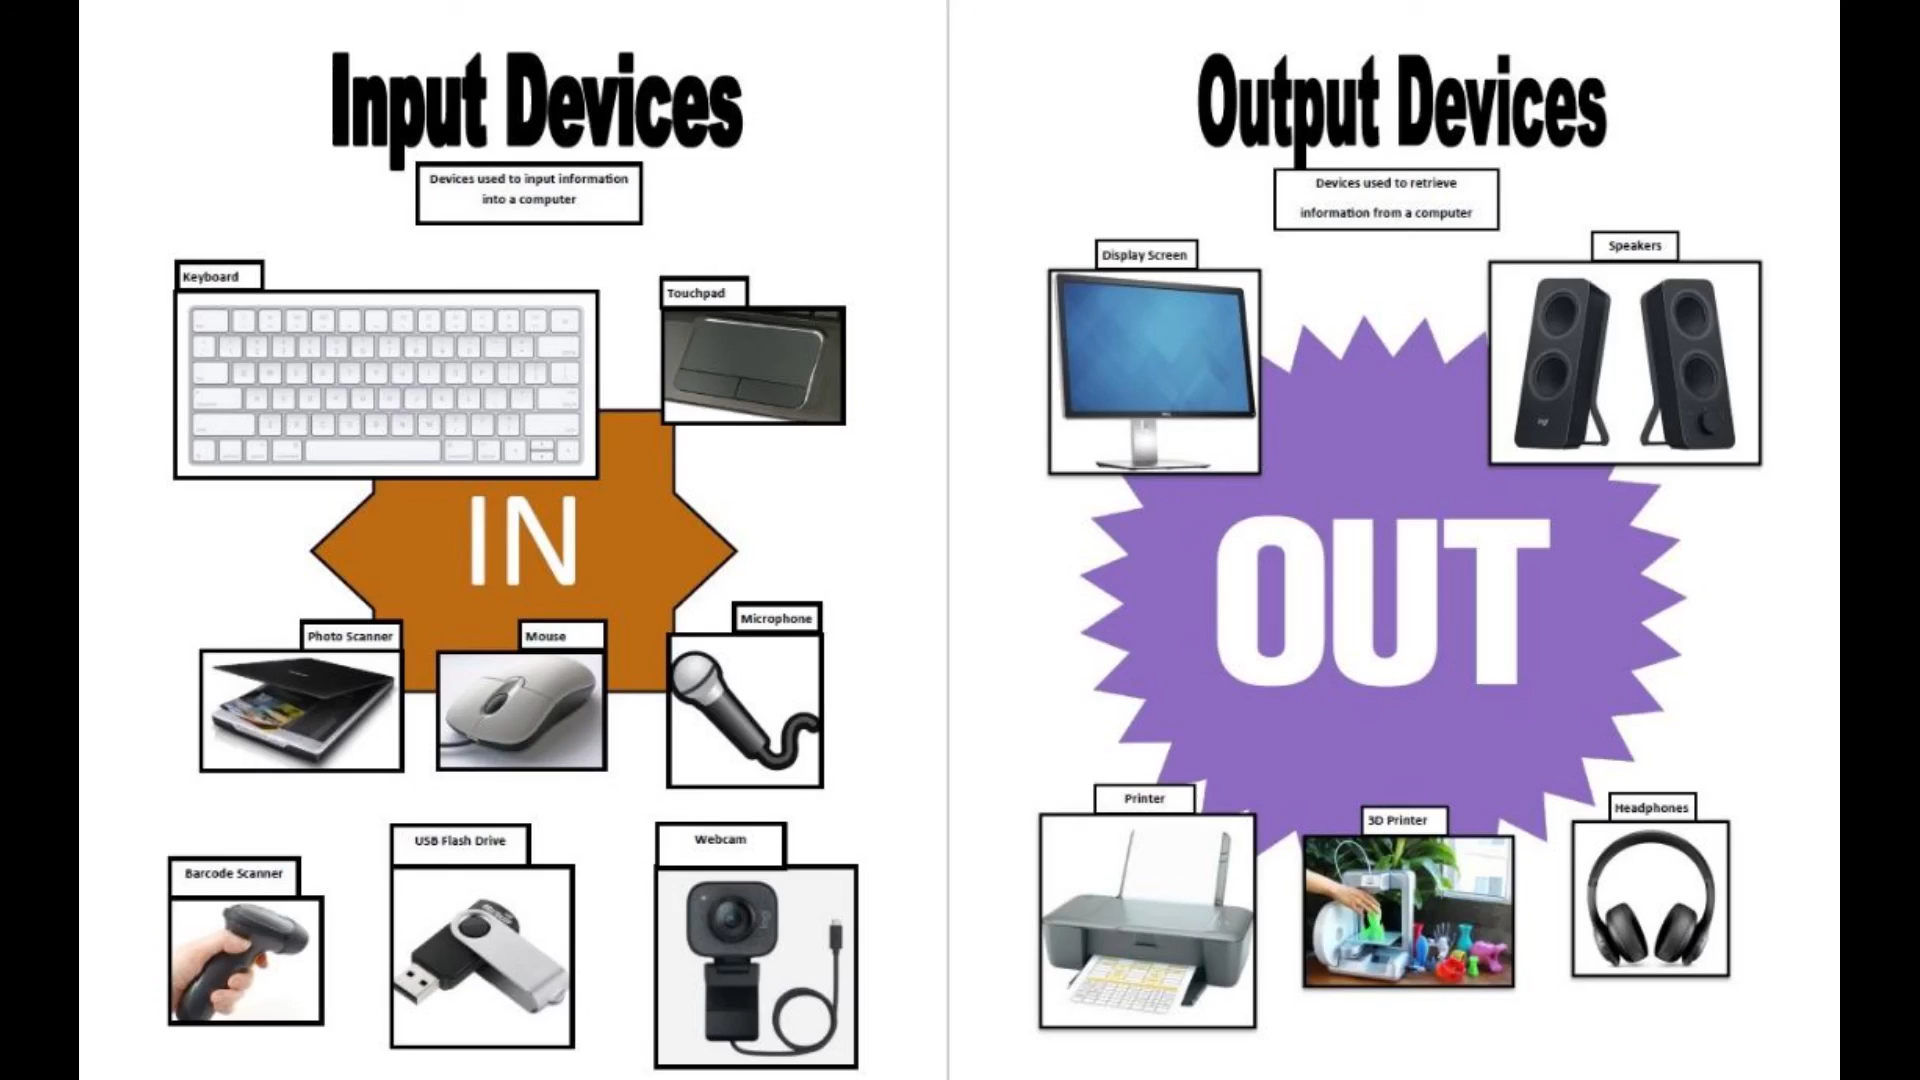 Input Devices
Devices used to input information
into a computer
Keyboard
Touchpad
IN
Photo Scanner
Mouse
Microphone
Barcode Scanner
USB Flash Drive
Webcam
Output Devices
Devices used to retrieve
information from a computer
Display Screen
Speakers
OUT
Printer
3D Printer
Headphones